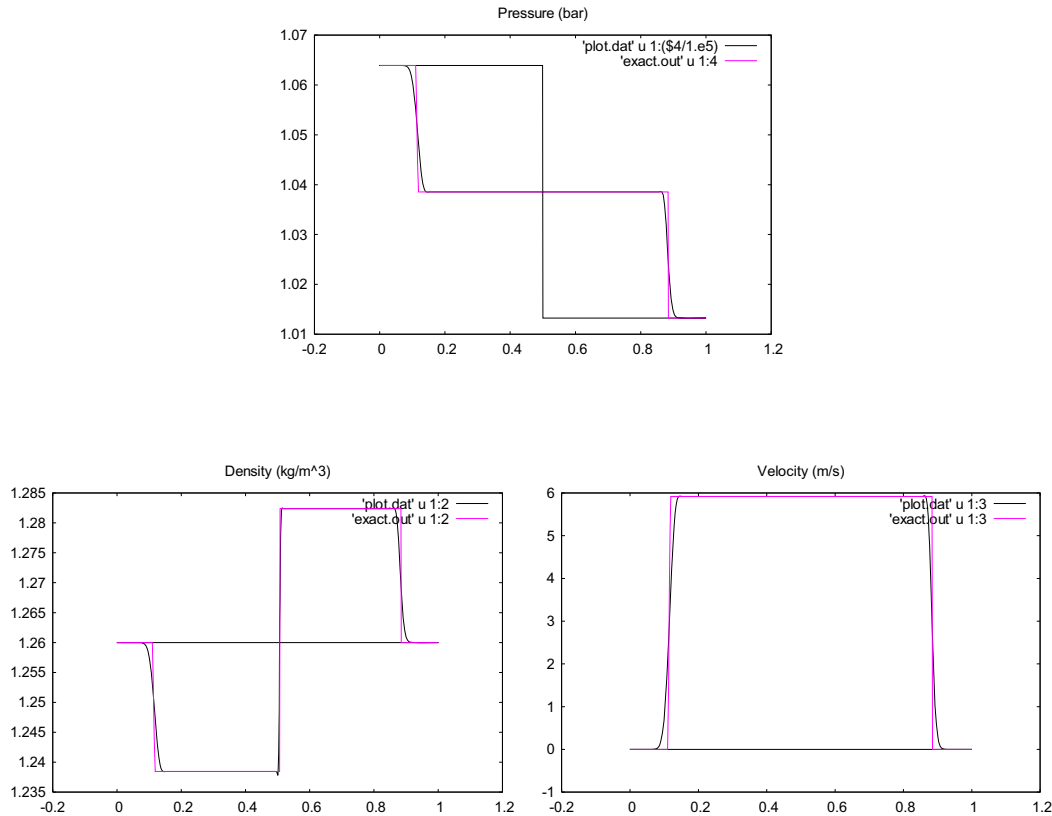 Pressure (bar)
1.07
'plot.dat' u 1:($4/1.e5)
'exact.out' u 1:4
1.06
1.05
1.04
1.03
1.02
1.01
-0.2 0 0.2 0.4 0.6 0.8 1 1.2
Density (kg/m^3)
1.285
'plot.dat' u 1:2
'exact.out' u 1:2
1.28
1.275
1.27
1.265
1.26
1.255
1.25
1.245
1.24
1.235
-0.2 0 0.2 0.4 0.6 0.8 1 1.2
Velocity (m/s)
6
'plot.dat' u 1:3
'exact.out' u 1:3
5
4
3
2
1
0
-1
-0.2 0 0.2 0.4 0.6 0.8 1 1.2